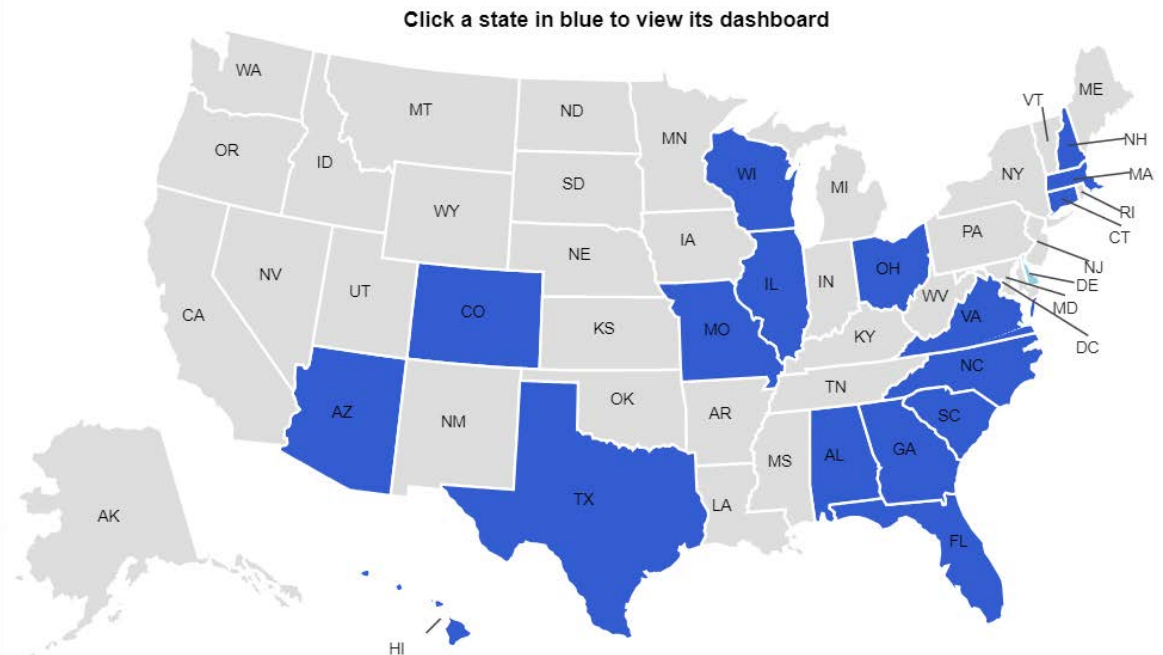 Click a state in blue to view its dashboard
WA
MT
ND
MN
VT
ME
OR
ID
SD
WI
MI
NY
NH
MA
WY
RI
IA
PA
CT
NV
NE
IN
OH
NJ
UT
IL
WV
DE
CA
CO
KS
MO
KY
VA
MD
DC
NC
TN
AZ
NM
OK
AR
SC
MS
AL
GA
TX
LA
AK
FL
HI